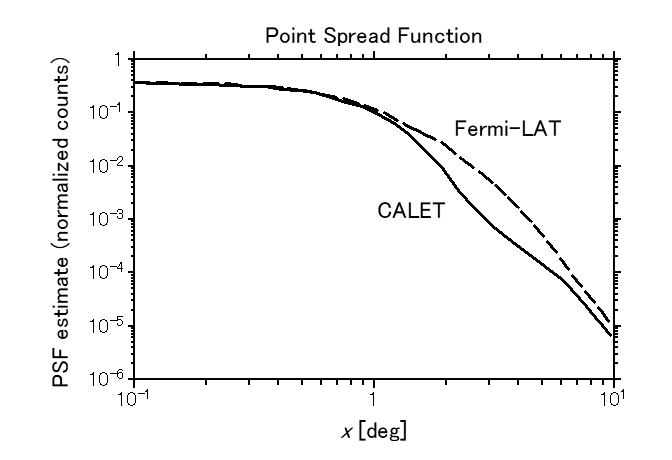 Point Spread Function
PSF estimate (normalized counts)
1
10⁻¹
10⁻²
10⁻³
10⁻⁴
10⁻⁵
10⁻⁶
Fermi-LAT
CALET
10⁻¹
1
10¹
x [deg]